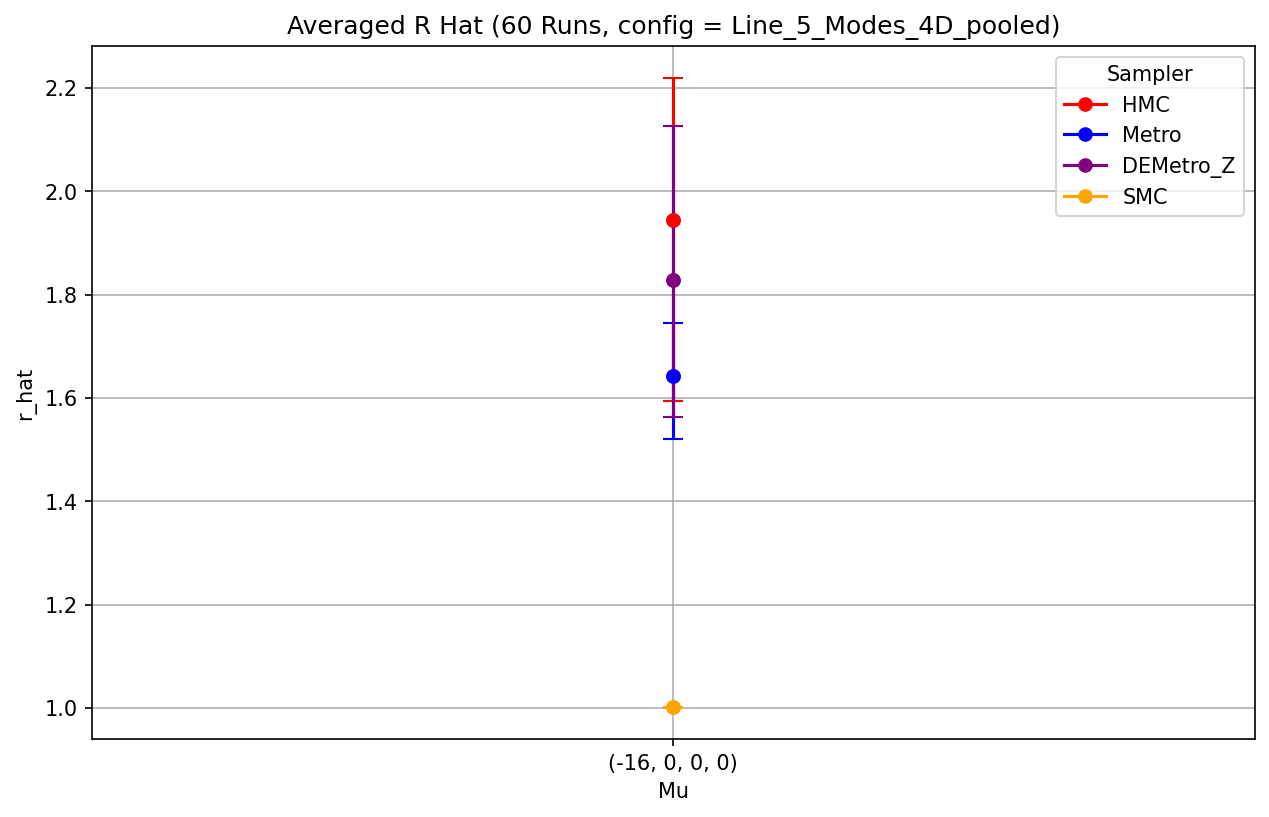 Averaged R Hat (60 Runs, config = Line_5_Modes_4D_pooled)
Sampler
HMC
Metro
DEMetro_Z
SMC
2.2
2.0
1.8
1.6
1.4
1.2
1.0
r_hat
(-16, 0, 0, 0)
Mu